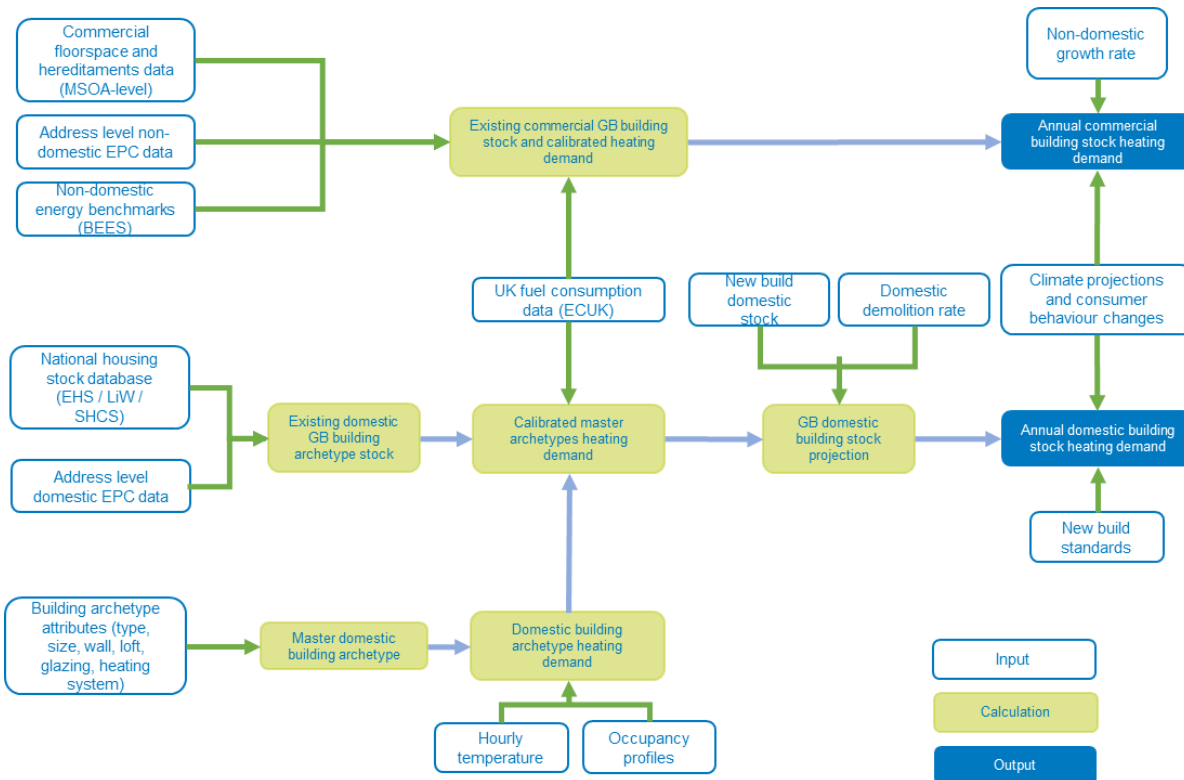 Commercial
floorspace and
hereditaments data
(MSOA-level)
Non-domestic
growth rate
Address level non-
domestic EPC data
Existing commercial GB building
stock and calibrated heating
demand
Annual commercial
building stock heating
demand
Non-domestic
energy benchmarks
(BEES)
UK fuel consumption
data (ECUK)
New build
domestic
stock
Domestic
demolition rate
Climate projections
and consumer
behaviour changes
National housing
stock database
(EHS / LiW /
SHCS)
Existing domestic
GB building
archetype stock
Calibrated master
archetypes heating
demand
GB domestic
building stock
projection
Annual domestic building
stock heating demand
Address level
domestic EPC data
New build
standards
Building archetype
attributes (type,
size, wall, loft,
glazing, heating
system)
Master domestic
building archetype
Domestic building
archetype heating
demand
Hourly
temperature
Occupancy
profiles
Input
Calculation
Output